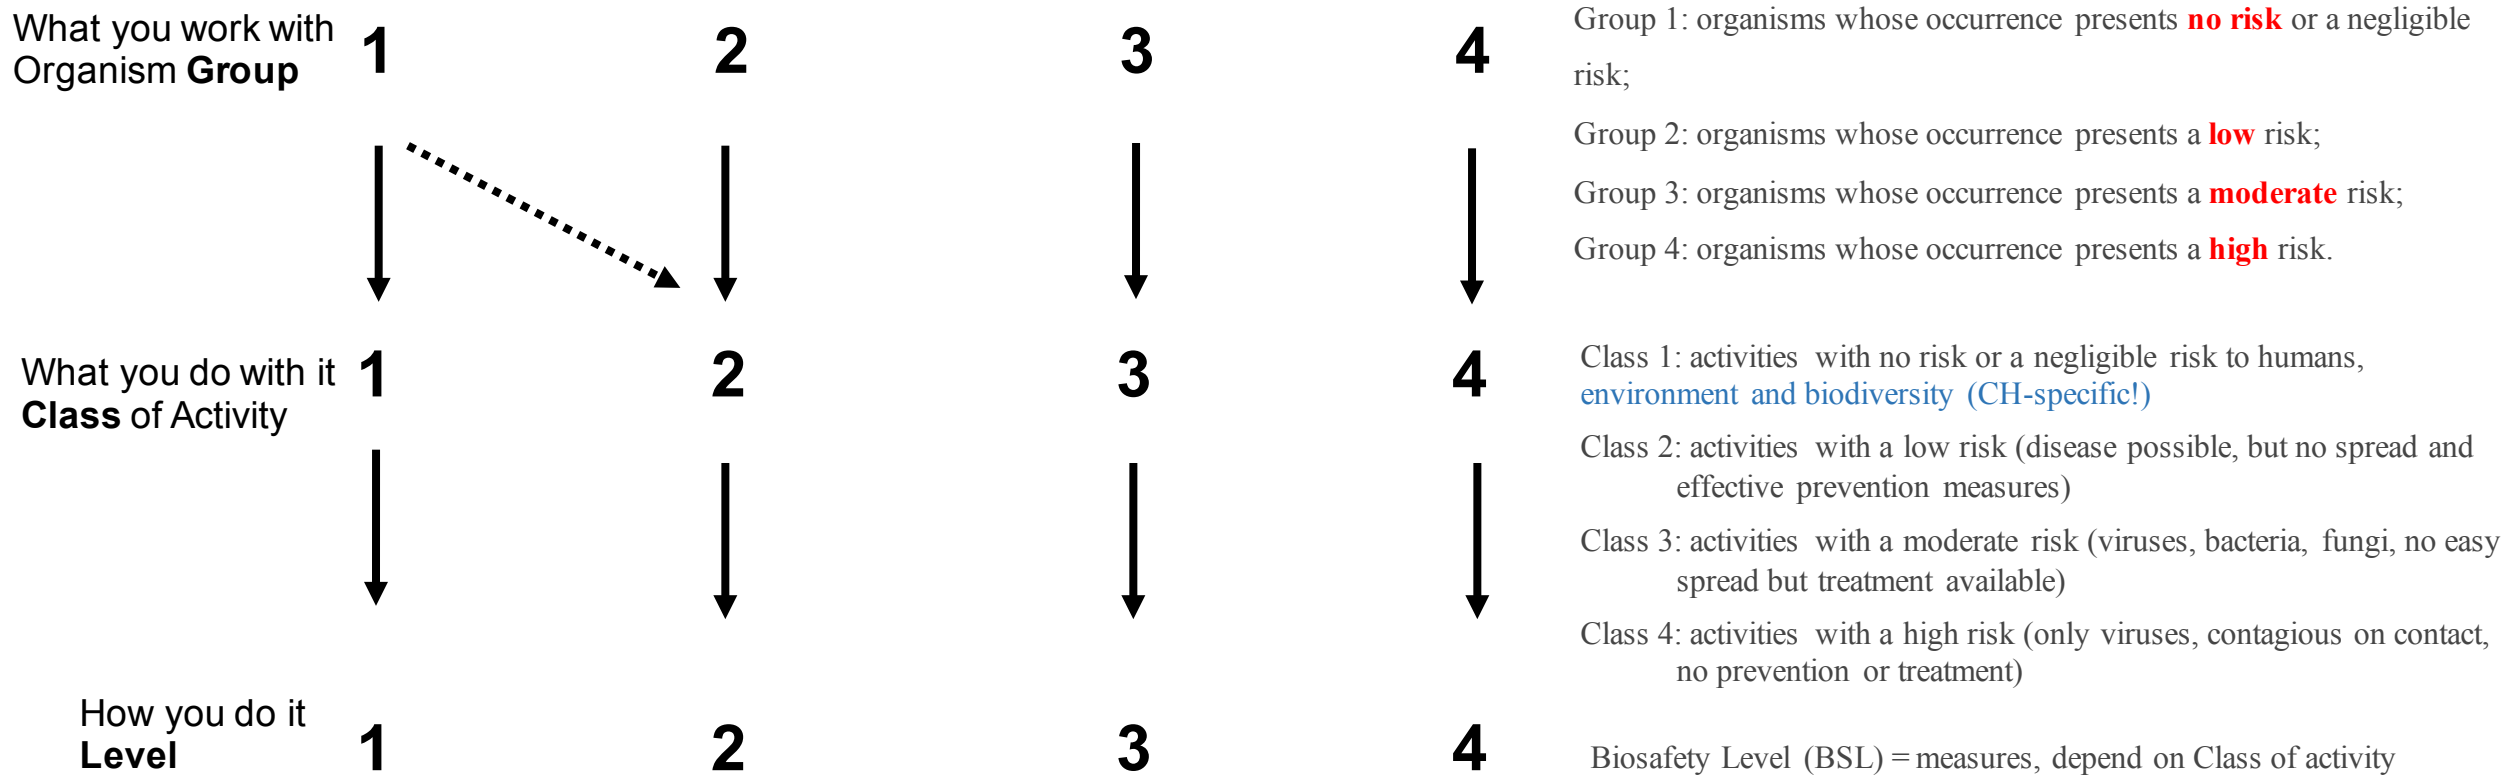 What you work with
Organism Group
1 2 3 4
Group 1: organisms whose occurrence presents no risk or a negligible
risk;
Group 2: organisms whose occurrence presents a low risk;
Group 3: organisms whose occurrence presents a moderate risk;
Group 4: organisms whose occurrence presents a high risk.
What you do with it
Class of Activity
1 2 3 4
Class 1: activities with no risk or a negligible risk to humans,
environment and biodiversity (CH-specific!)
Class 2: activities with a low risk (disease possible, but no spread and
effective prevention measures)
Class 3: activities with a moderate risk (viruses, bacteria, fungi, no easy
spread but treatment available)
Class 4: activities with a high risk (only viruses, contagious on contact,
no prevention or treatment)
How you do it
Level
1 2 3 4
Biosafety Level (BSL) = measures, depend on Class of activity